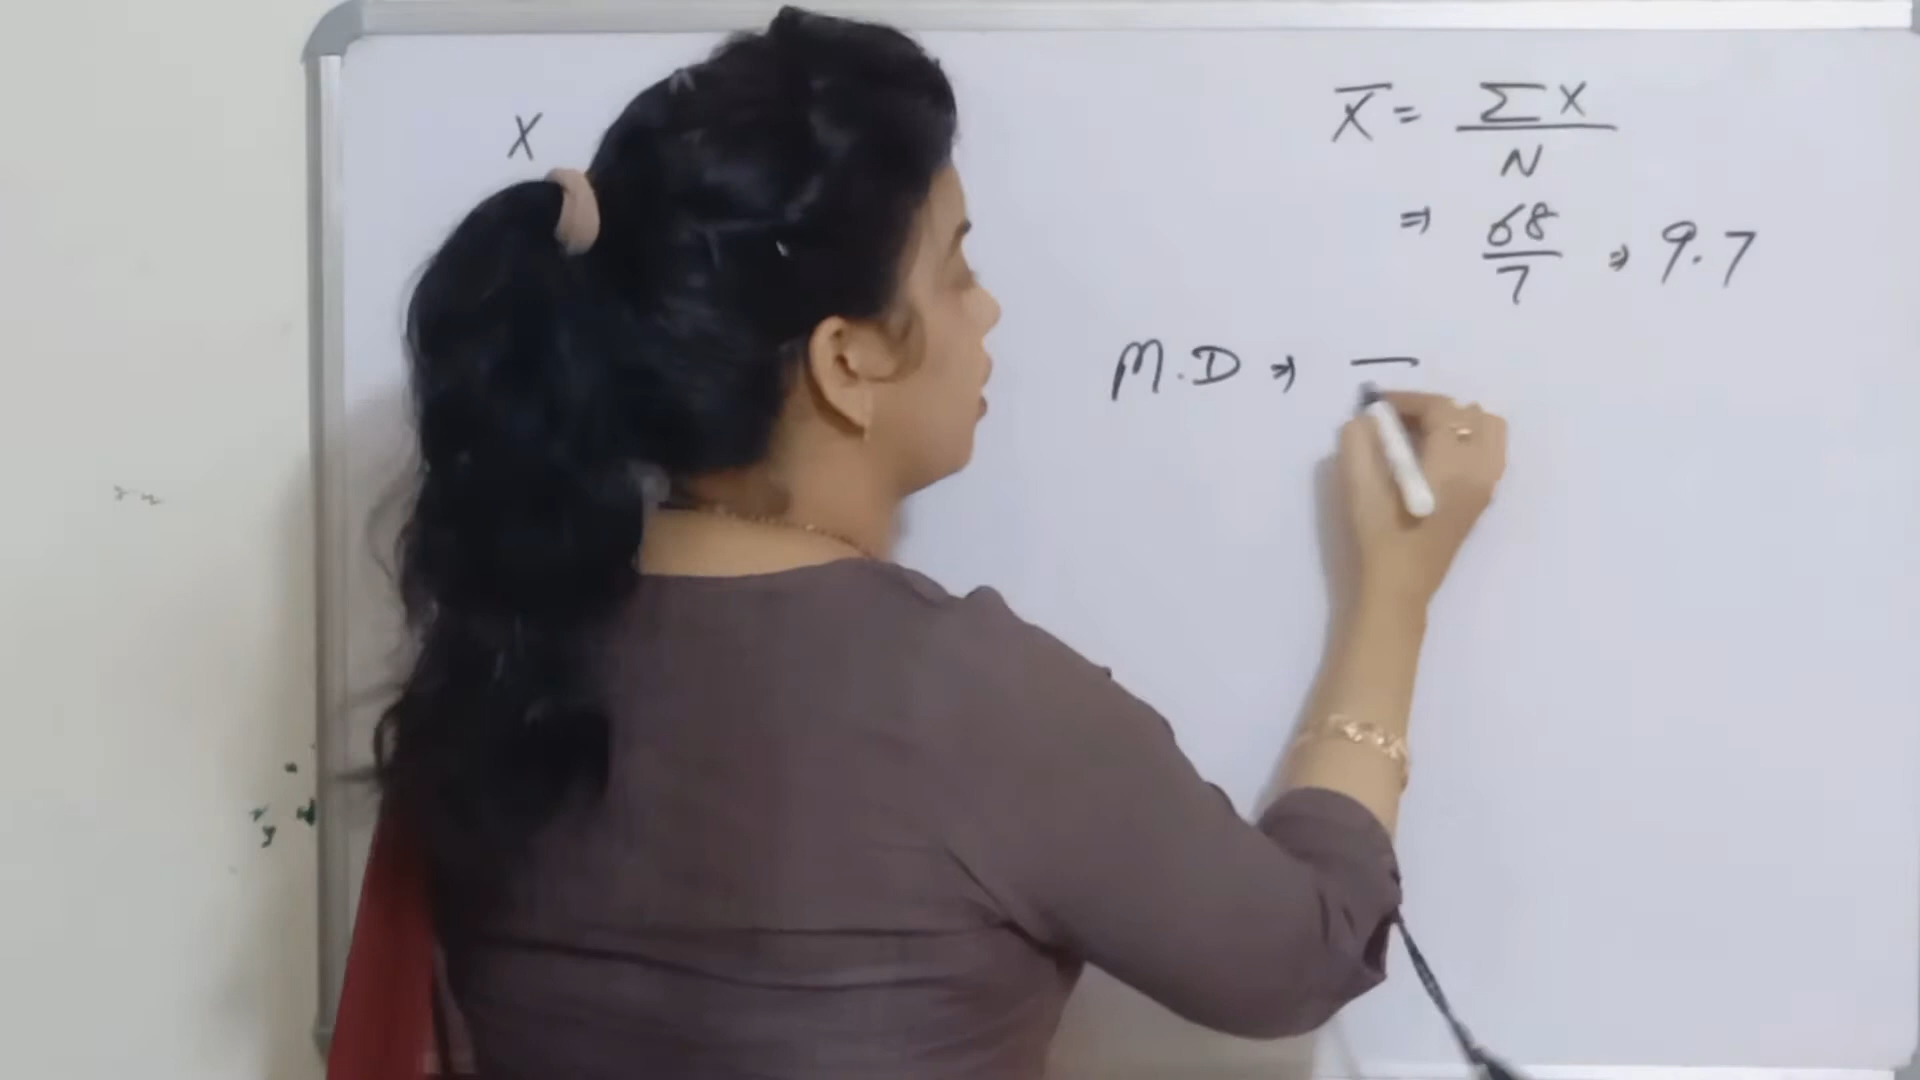 X
X̅ = ΣX / N
⇒ 68 / 7 ⇒ 9.7
M.D ⇒ —